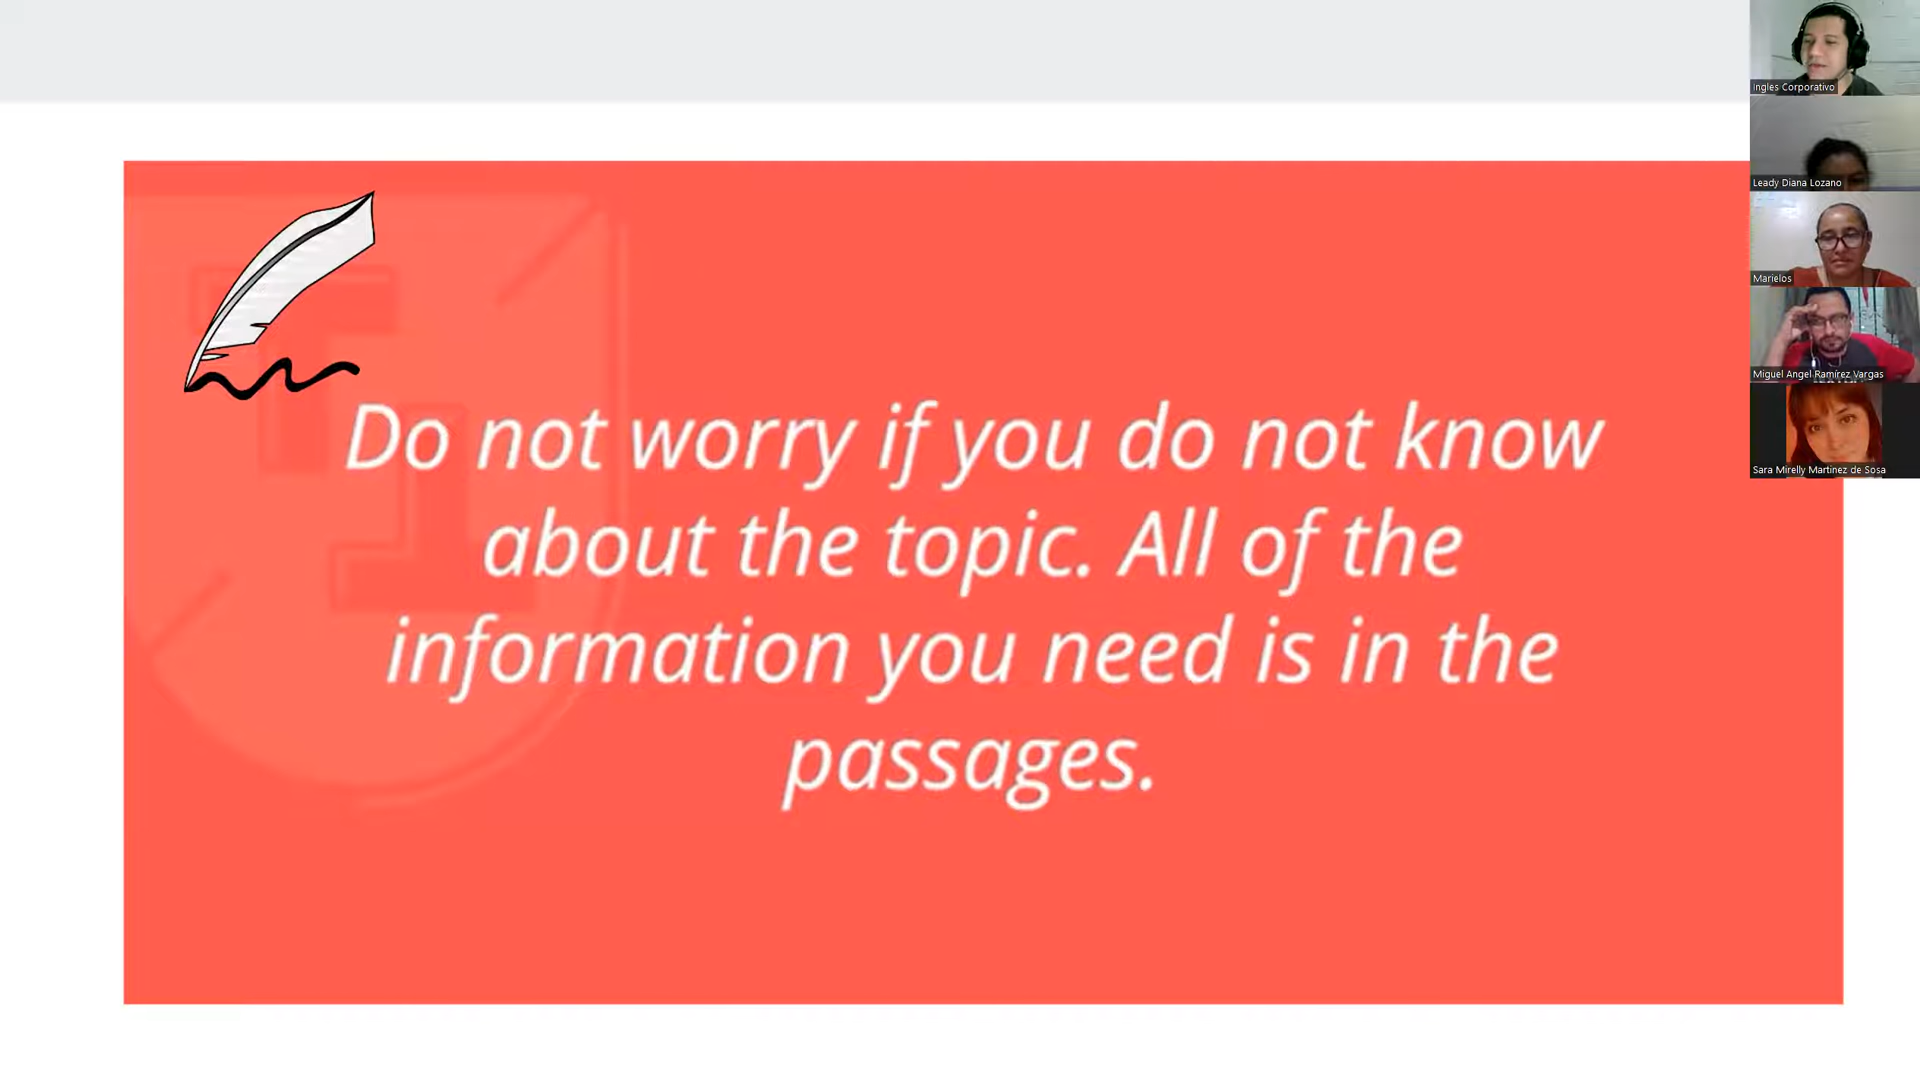 Do not worry if you do not know
about the topic. All of the
information you need is in the
passages.
Ingles Corporativo
Leady Diana Lozano
Marielos
Miguel Angel Ramírez Vargas
Sara Mirelly Martinez de Sosa